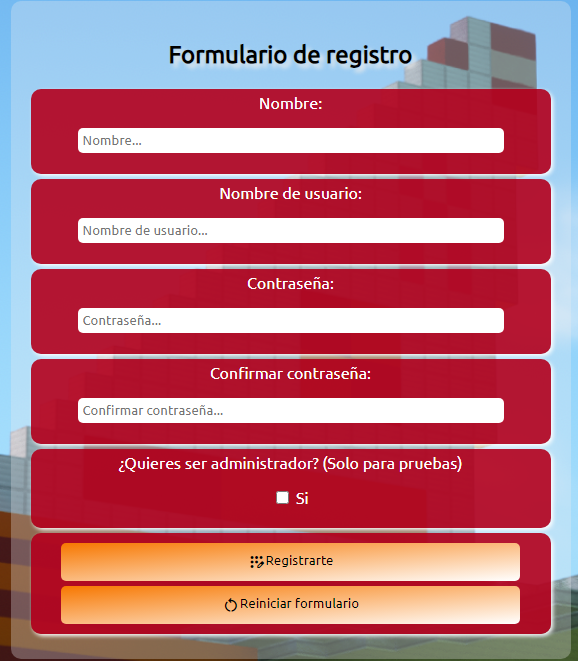 Formulario de registro
Nombre:
Nombre...
Nombre de usuario:
Nombre de usuario...
Contraseña:
Contraseña...
Confirmar contraseña:
Confirmar contraseña...
¿Quieres ser administrador? (Solo para pruebas)
Si
Registrarte
Reiniciar formulario